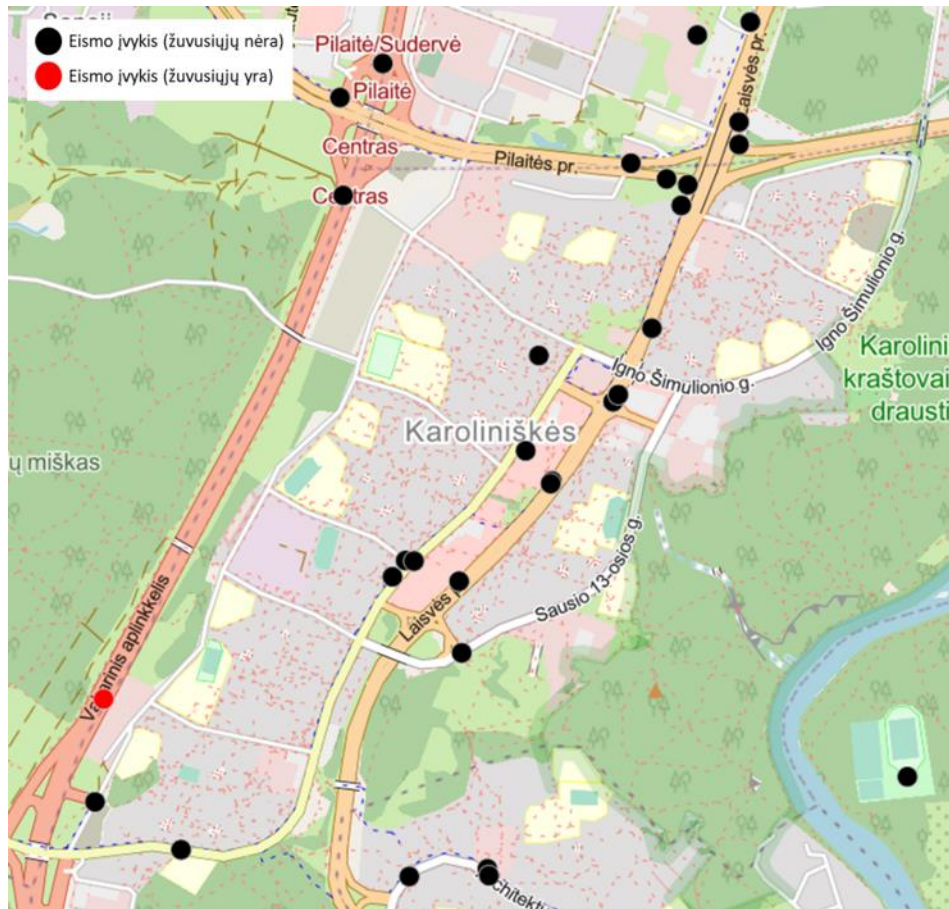 Eismo įvykis (žuvusiųjų nėra)
Eismo įvykis (žuvusiųjų yra)
Pilaitė/Sudervė
Pilaitė
Laisvės pr.
Centras
Pilaitės pr.
Centras
Igno Šimulionio g.
Igno Šimulionio g.
Karolini
kraštovai
drausti
Karoliniškės
ų miškas
Sausio 13-osios g.
Laisvės
Vakarinis aplinkkelis